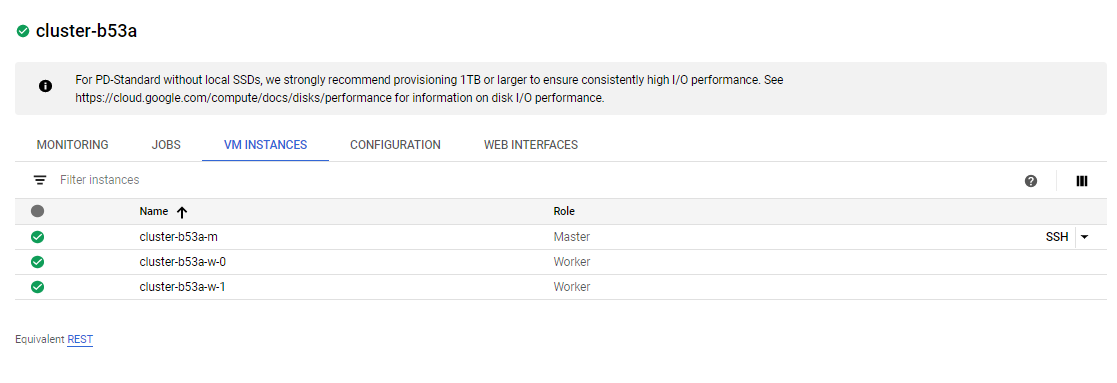 cluster-b53a
For PD-Standard without local SSDs, we strongly recommend provisioning 1TB or larger to ensure consistently high I/O performance. See
https://cloud.google.com/compute/docs/disks/performance for information on disk I/O performance.
MONITORING JOBS VM INSTANCES CONFIGURATION WEB INTERFACES
Filter instances
Name Role
cluster-b53a-m Master SSH
cluster-b53a-w-0 Worker
cluster-b53a-w-1 Worker
Equivalent REST